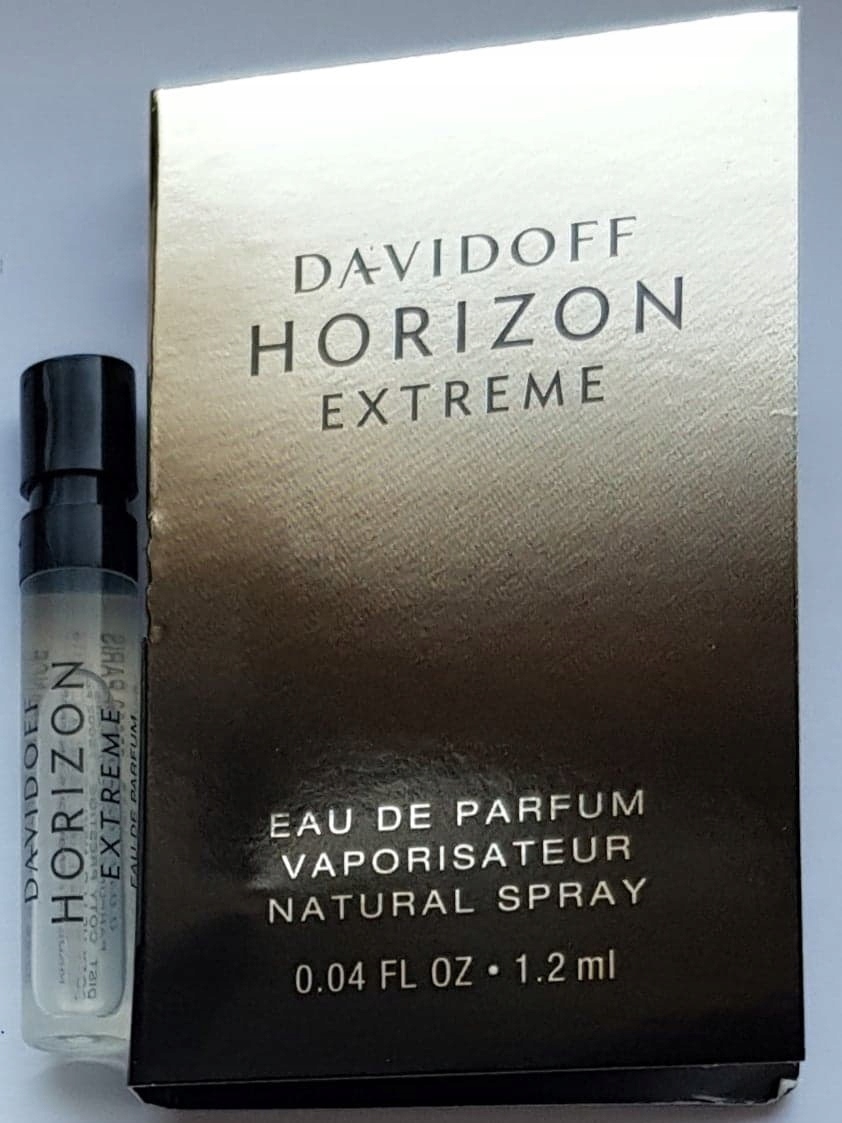 DAVIDOFF
HORIZON
EXTREME
EAU DE PARFUM
VAPORISATEUR
NATURAL SPRAY
0.04 FL OZ • 1.2 ml
DAVIDOFF
HORIZON
EXTREME
EAU DE PARFUM